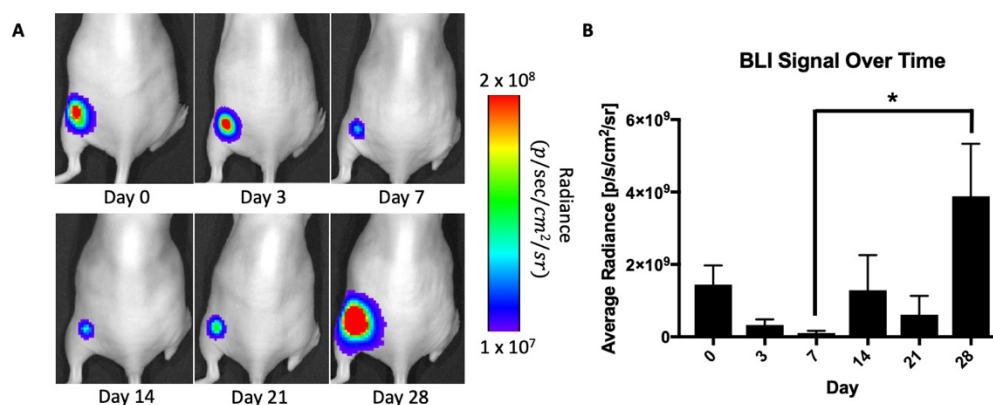 A
Day 0
Day 3
Day 7
Day 14
Day 21
Day 28
2 x 10⁸
Radiance
(p/sec/cm²/sr)
1 x 10⁷
B
BLI Signal Over Time
*
Average Radiance [p/s/cm²/sr]
6×10⁹
4×10⁹
2×10⁹
0
0 3 7 14 21 28
Day